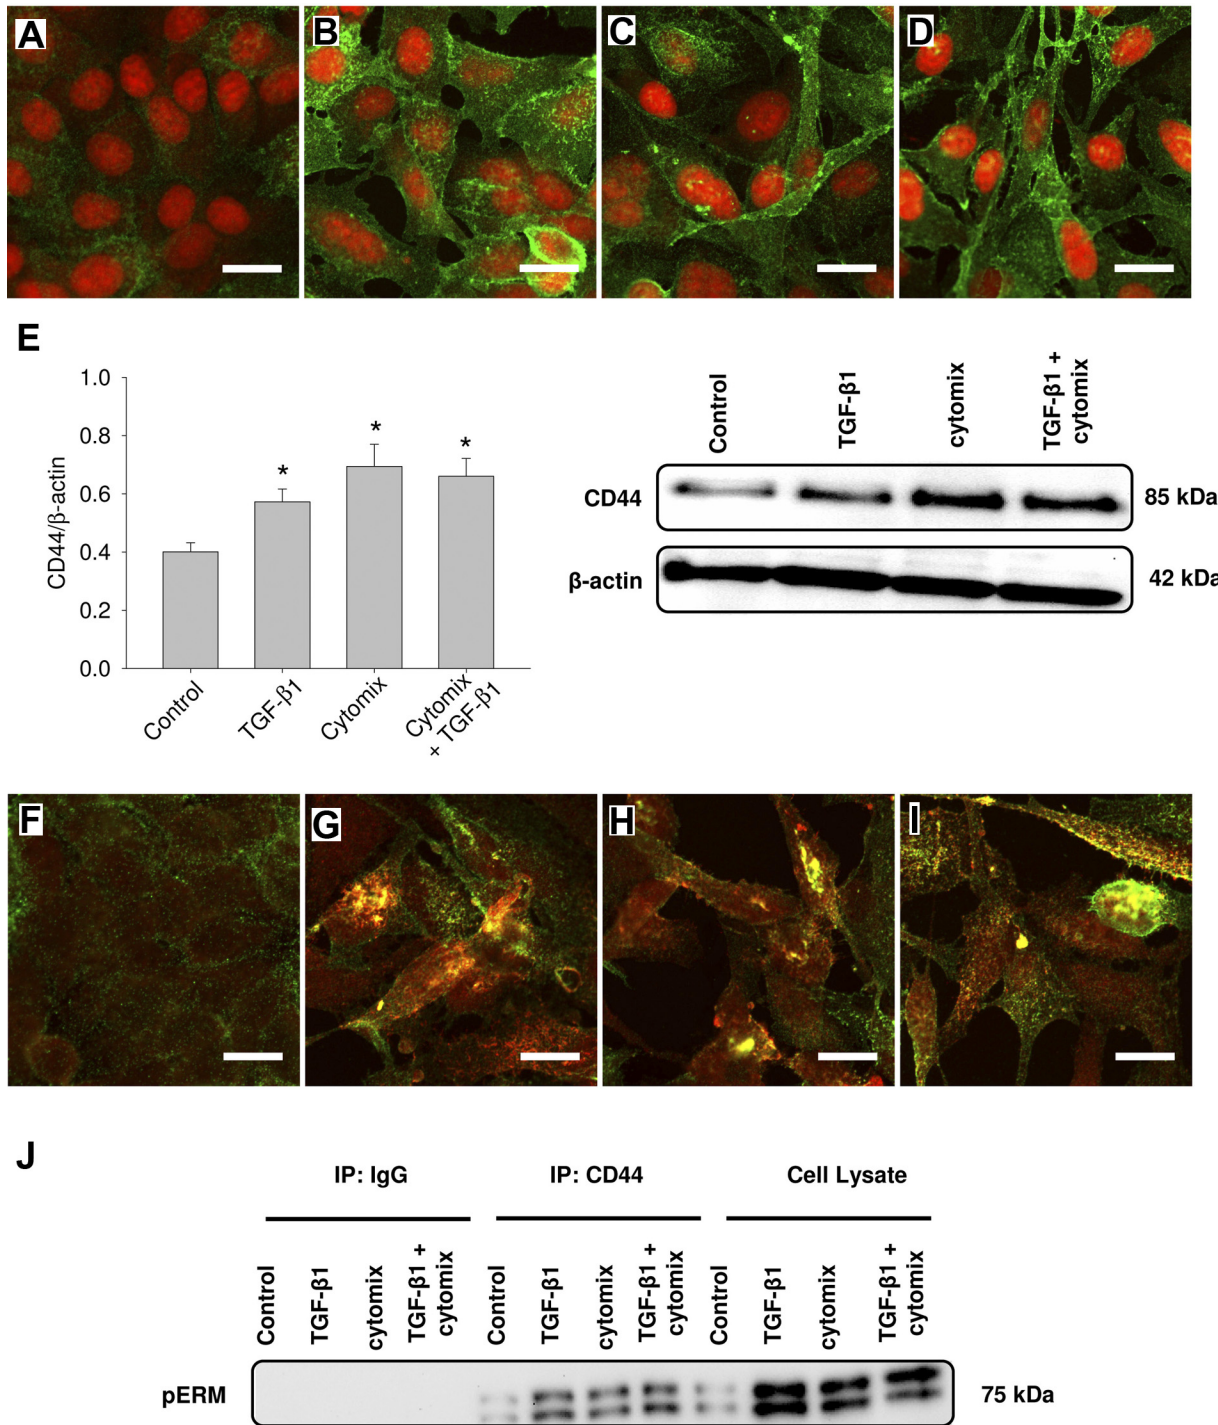 A
B
C
D
E
1.0
0.8
0.6
0.4
0.2
0.0
CD44/β-actin
*
*
*
Control
TGF-β1
Cytomix
Cytomix
+ TGF-β1
Control
TGF-β1
cytomix
TGF-β1 +
cytomix
CD44
85 kDa
β-actin
42 kDa
F
G
H
I
J
IP: IgG
IP: CD44
Cell Lysate
Control
TGF-β1
cytomix
TGF-β1 +
cytomix
Control
TGF-β1
cytomix
TGF-β1 +
cytomix
Control
TGF-β1
cytomix
TGF-β1 +
cytomix
pERM
75 kDa